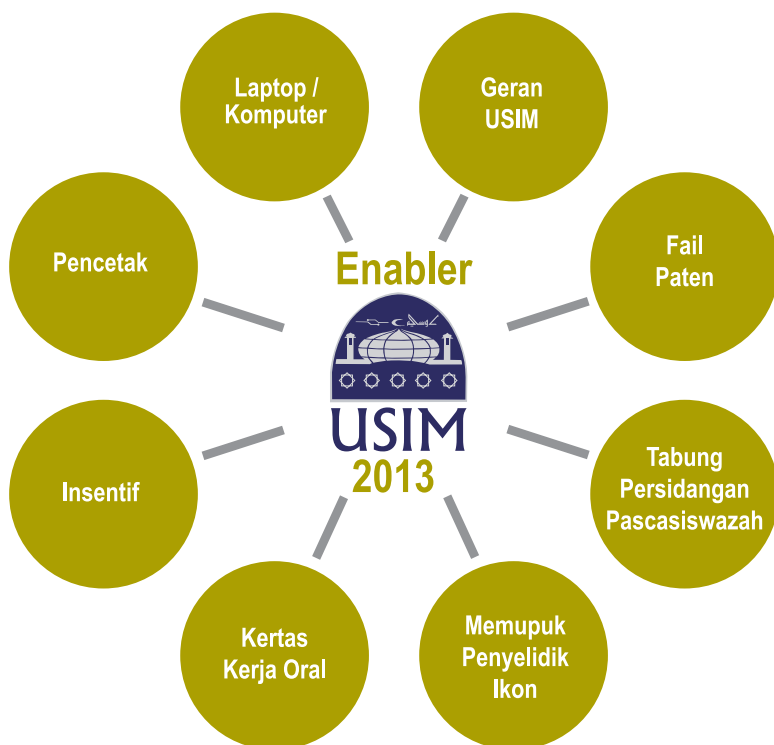 Laptop /
Komputer
Geran
USIM
Pencetak
Enabler
Fail
Paten
USIM
2013
Insentif
Tabung
Persidangan
Pascasiswazah
Kertas
Kerja Oral
Memupuk
Penyelidik
Ikon